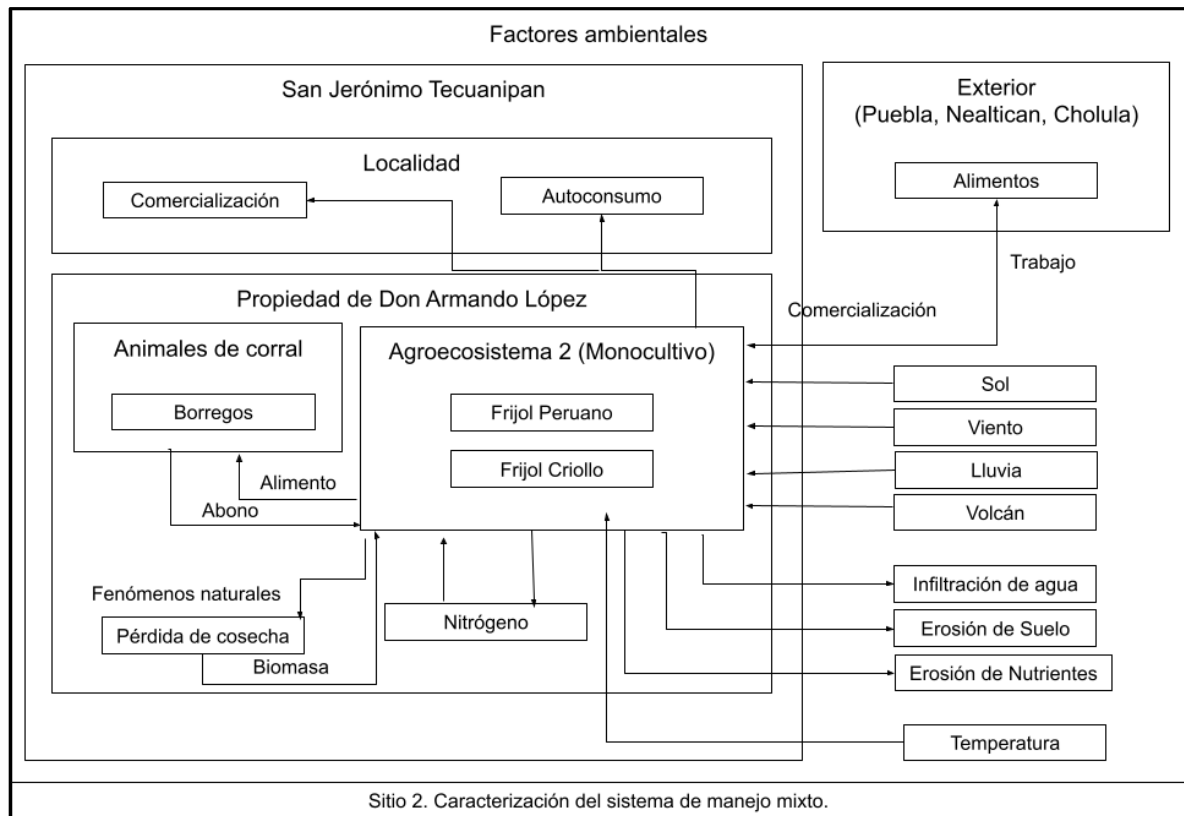 Factores ambientales
San Jerónimo Tecuanipan
Exterior
(Puebla, Nealtican, Cholula)
Localidad
Alimentos
Comercialización
Autoconsumo
Trabajo
Propiedad de Don Armando López
Comercialización
Animales de corral
Agroecosistema 2 (Monocultivo)
Sol
Borregos
Frijol Peruano
Viento
Frijol Criollo
Lluvia
Alimento
Abono
Volcán
Fenómenos naturales
Infiltración de agua
Pérdida de cosecha
Nitrógeno
Erosión de Suelo
Biomasa
Erosión de Nutrientes
Temperatura
Sitio 2. Caracterización del sistema de manejo mixto.